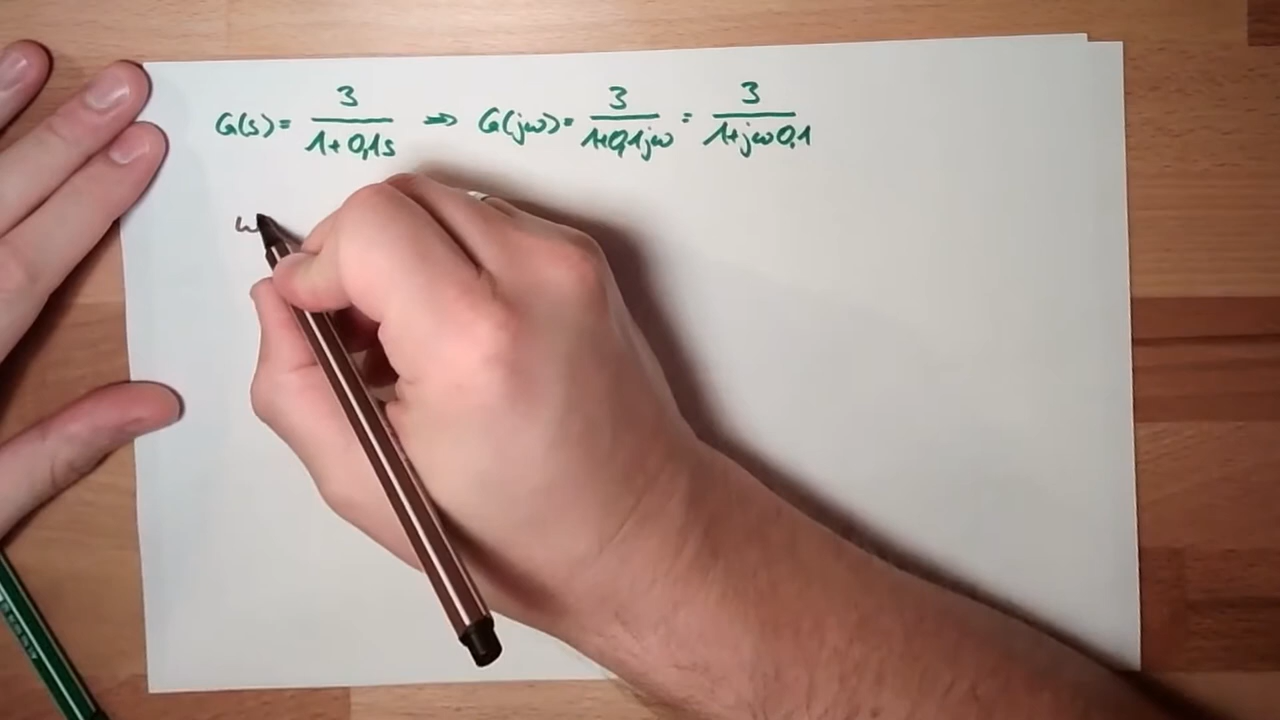 G(s) = 3/(1+0,1s) ⇒ G(jω) = 3/(1+0,1jω) = 3/(1+jω0,1)
ω